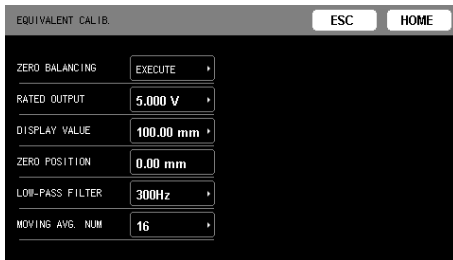 EQUIVALENT CALIB. ESC HOME
ZERO BALANCING EXECUTE
RATED OUTPUT 5.000 V
DISPLAY VALUE 100.00 mm
ZERO POSITION 0.00 mm
LOW-PASS FILTER 300Hz
MOVING AVG. NUM 16